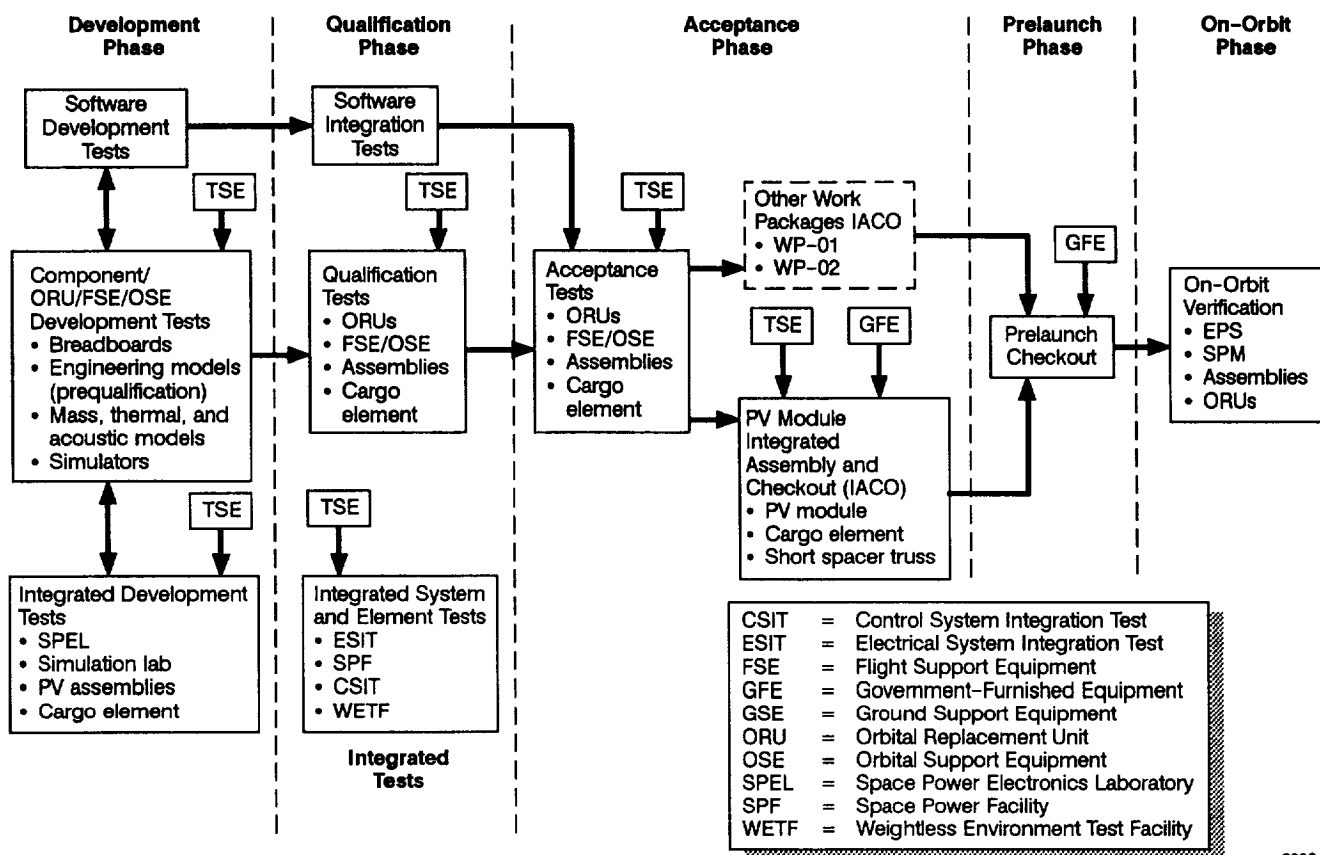 Development
Phase
Qualification
Phase
Acceptance
Phase
Prelaunch
Phase
On-Orbit
Phase
Software
Development
Tests
Software
Integration
Tests
TSE
TSE
TSE
Other Work
Packages IACO
• WP-01
• WP-02
GFE
Component/
ORU/FSE/OSE
Development Tests
• Breadboards
• Engineering models
(prequalification)
• Mass, thermal, and
acoustic models
• Simulators
Qualification
Tests
• ORUs
• FSE/OSE
• Assemblies
• Cargo
element
Acceptance
Tests
• ORUs
• FSE/OSE
• Assemblies
• Cargo
element
TSE
GFE
Prelaunch
Checkout
On-Orbit
Verification
• EPS
• SPM
• Assemblies
• ORUs
PV Module
Integrated
Assembly and
Checkout (IACO)
• PV module
• Cargo element
• Short spacer truss
TSE
TSE
Integrated Development
Tests
• SPEL
• Simulation lab
• PV assemblies
• Cargo element
Integrated System
and Element Tests
• ESIT
• SPF
• CSIT
• WETF
Integrated
Tests
CSIT = Control System Integration Test
ESIT = Electrical System Integration Test
FSE = Flight Support Equipment
GFE = Government-Furnished Equipment
GSE = Ground Support Equipment
ORU = Orbital Replacement Unit
OSE = Orbital Support Equipment
SPEL = Space Power Electronics Laboratory
SPF = Space Power Facility
WETF = Weightless Environment Test Facility